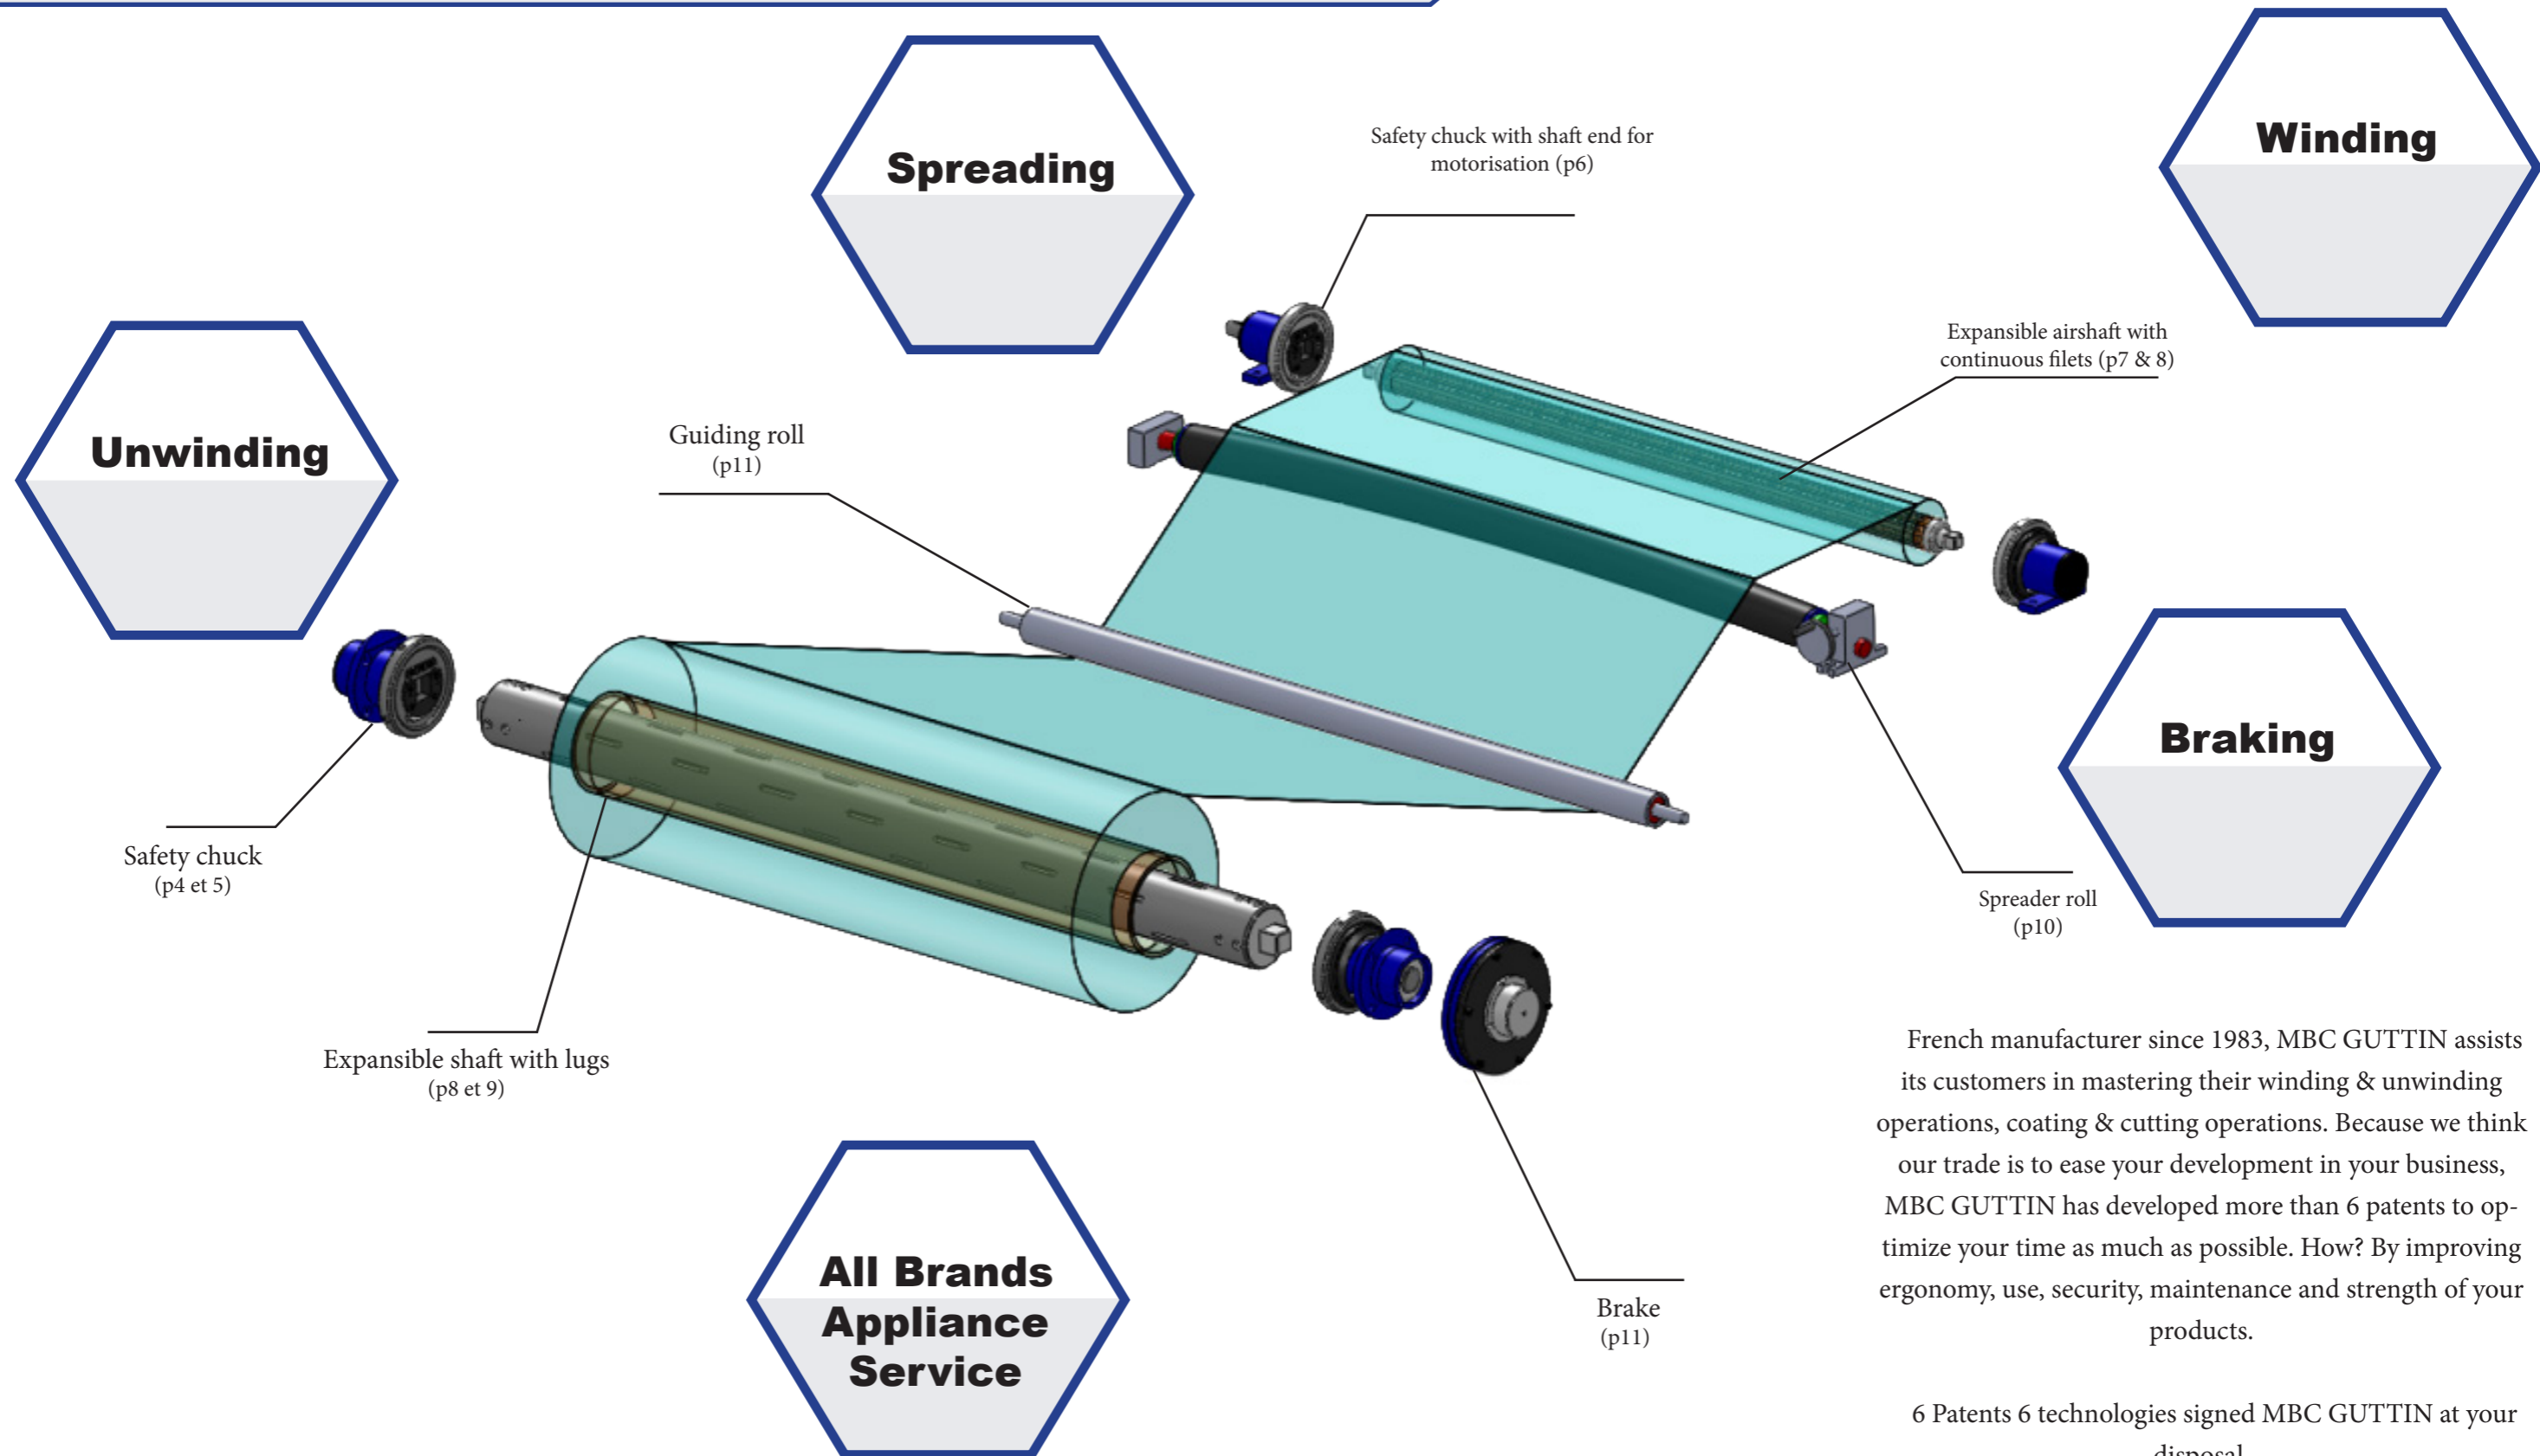 Spreading
Winding
Safety chuck with shaft end for
motorisation (p6)
Expansible airshaft with
continuous filets (p7 & 8)
Unwinding
Guiding roll
(p11)
Braking
Safety chuck
(p4 et 5)
Spreader roll
(p10)
Expansible shaft with lugs
(p8 et 9)
All Brands
Appliance
Service
Brake
(p11)
French manufacturer since 1983, MBC GUTTIN assists
its customers in mastering their winding & unwinding
operations, coating & cutting operations. Because we think
our trade is to ease your development in your business,
MBC GUTTIN has developed more than 6 patents to op-
timize your time as much as possible. How? By improving
ergonomy, use, security, maintenance and strength of your
products.
6 Patents 6 technologies signed MBC GUTTIN at your
disposal